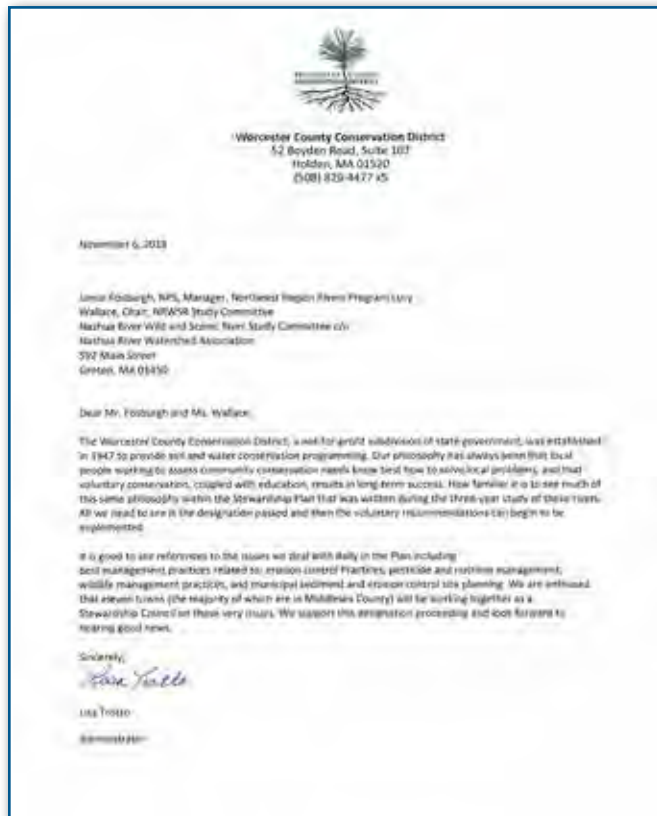 Worcester County Conservation District
52 Boyden Road, Suite 107
Holden, MA 01520
(508) 829-4477 x5
November 6, 2018
Jamie Fosburgh, NPS, Manager, Northeast Region Rivers Program Lucy
Wallace, Chair, NRWSR Study Committee
Nashua River Wild and Scenic River Study Committee c/o
Nashua River Watershed Association
592 Main Street
Groton, MA 01450
Dear Mr. Fosburgh and Ms. Wallace,
The Worcester County Conservation District, a not-for-profit subdivision of state government, was established
in 1947 to provide soil and water conservation programming. Our philosophy has always been that local
people working to assess community conservation needs know best how to solve local problems, and that
voluntary conservation, coupled with education, results in long-term success. How familiar it is to see much of
this same philosophy within the Stewardship Plan that was written during the three-year study of these rivers.
All we need to see is the designation passed and then the voluntary recommendations can begin to be
implemented.
It is good to see references to the issues we deal with daily in the Plan including
best management practices related to: erosion control Practices, pesticide and nutrient management,
wildlife management practices, and municipal sediment and erosion control site planning. We are enthused
that eleven towns (the majority of which are in Middlesex County) will be working together as a
Stewardship Council on these very issues. We support this designation proceeding and look forward to
hearing good news.
Sincerely,
Lisa Trotto
Administrator